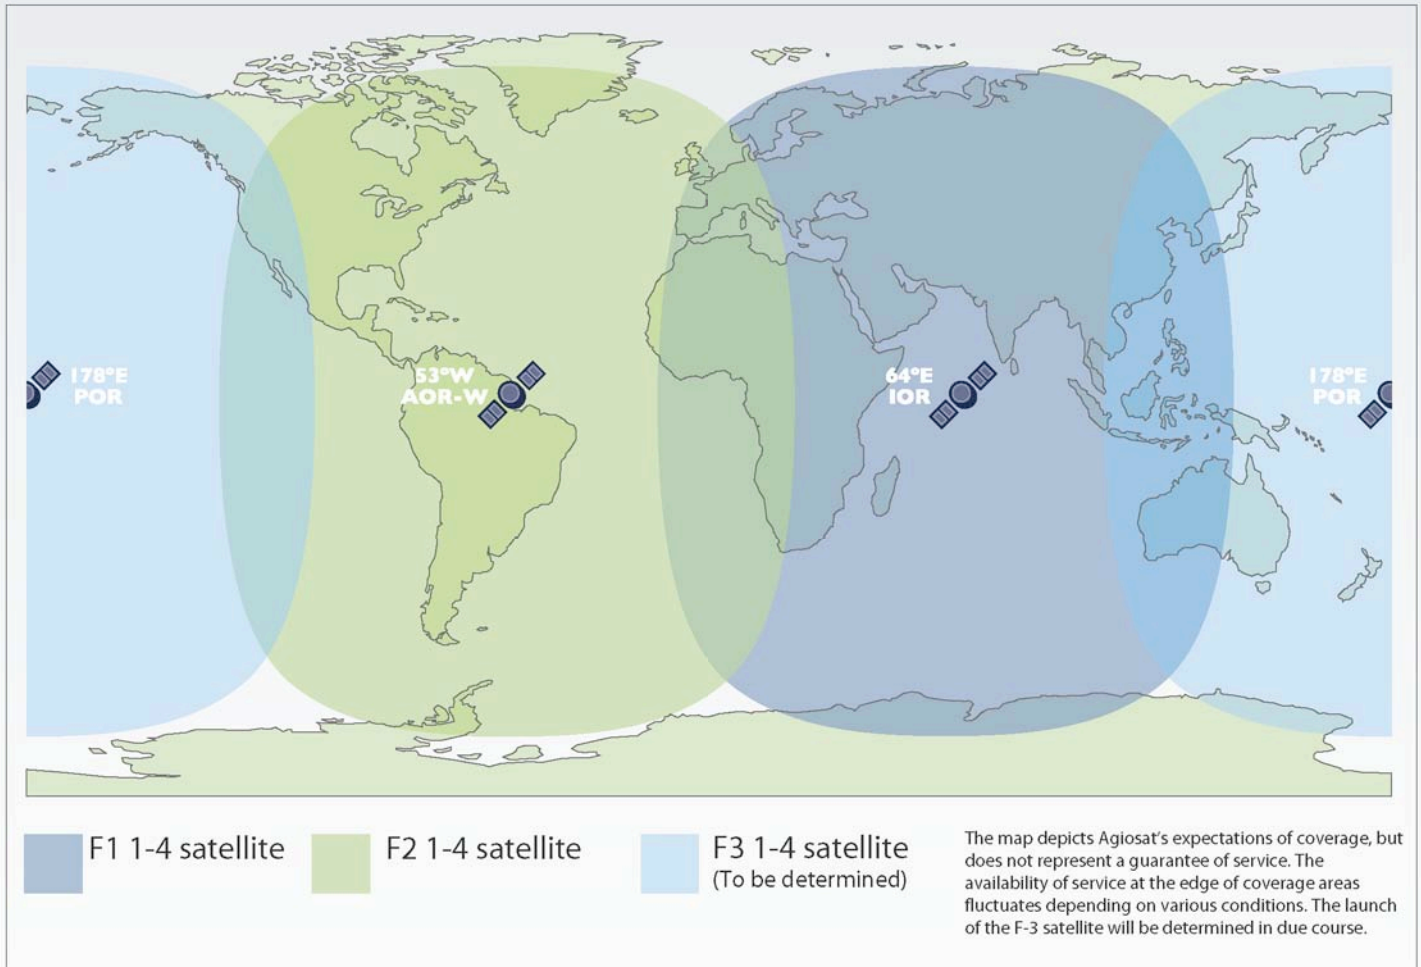 178°E
POR
53°W
AOR-W
64°E
IOR
178°E
POR
F1 1-4 satellite
F2 1-4 satellite
F3 1-4 satellite
(To be determined)
The map depicts Agiosat's expectations of coverage, but
does not represent a guarantee of service. The
availability of service at the edge of coverage areas
fluctuates depending on various conditions. The launch
of the F-3 satellite will be determined in due course.